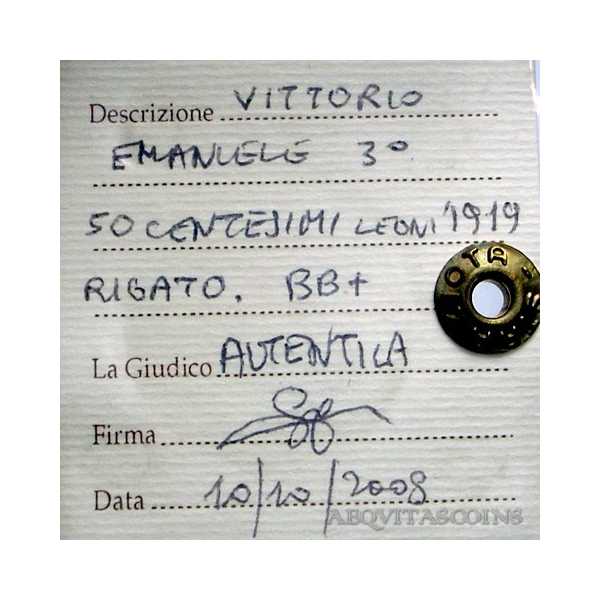 Descrizione VITTORIO
EMANUELE 3°
50 CENTESIMI LEONI 1919
RIGATO. BB+
La Giudico AUTENTICA
Firma
Data 10/10/2008
AEQVITASCOINS